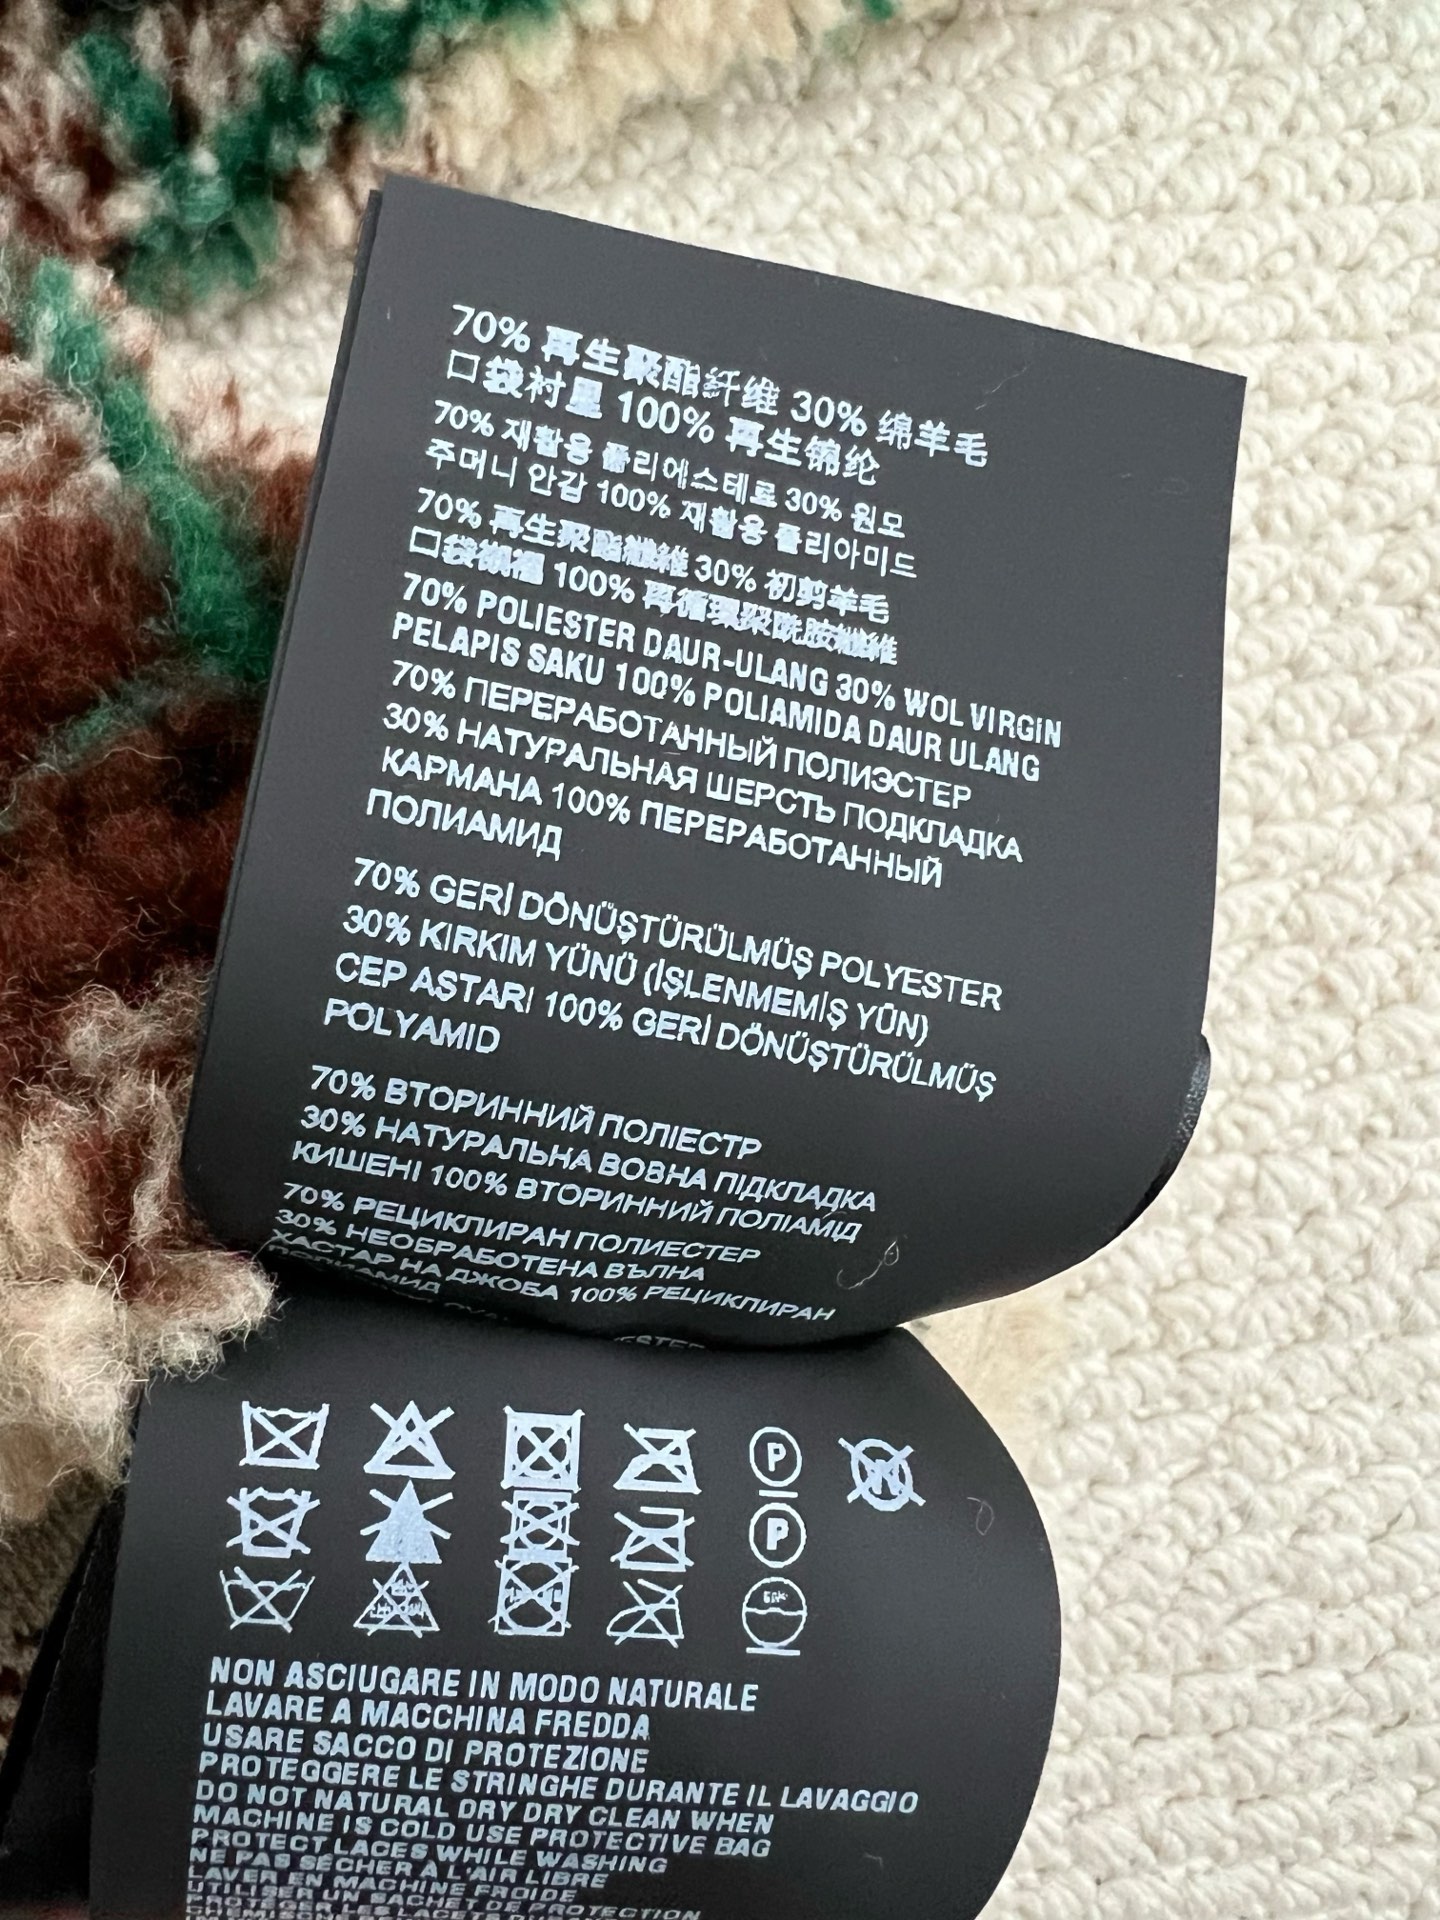 70% 再生聚酯纤维 30% 绵羊毛
口袋衬里 100% 再生锦纶
70% 재활용 폴리에스테르 30% 원모
주머니 안감 100% 재활용 폴리아미드
70% 再生聚酯纖維 30% 初剪羊毛
口袋襯裡 100% 再循環聚酰胺纖維
70% POLIESTER DAUR-ULANG 30% WOL VIRGIN
PELAPIS SAKU 100% POLIAMIDA DAUR ULANG
70% ПЕРЕРАБОТАННЫЙ ПОЛИЭСТЕР
30% НАТУРАЛЬНАЯ ШЕРСТЬ ПОДКЛАДКА
КАРМАНА 100% ПЕРЕРАБОТАННЫЙ
ПОЛИАМИД
70% GERİ DÖNÜŞTÜRÜLMÜŞ POLYESTER
30% KIRKIM YÜNÜ (İŞLENMEMİŞ YÜN)
CEP ASTARI 100% GERİ DÖNÜŞTÜRÜLMÜŞ
POLYAMID
70% ВТОРИННИЙ ПОЛІЕСТР
30% НАТУРАЛЬНА ВОВНА ПІДКЛАДКА
КИШЕНІ 100% ВТОРИННИЙ ПОЛІАМІД
70% РЕЦИКЛИРАН ПОЛИЕСТЕР
30% НЕОБРАБОТЕНА ВЪЛНА
ХАСТАР НА ДЖОБА 100% РЕЦИКЛИРАН
ПОЛИАМИД
P
P
NON ASCIUGARE IN MODO NATURALE
LAVARE A MACCHINA FREDDA
USARE SACCO DI PROTEZIONE
PROTEGGERE LE STRINGHE DURANTE IL LAVAGGIO
DO NOT NATURAL DRY DRY CLEAN WHEN
MACHINE IS COLD USE PROTECTIVE BAG
PROTECT LACES WHILE WASHING
NE PAS SÉCHER À L'AIR LIBRE
LAVER EN MACHINE FROIDE
UTILISER UN SACHET DE PROTECTION
PROTÉGER LES LACETS